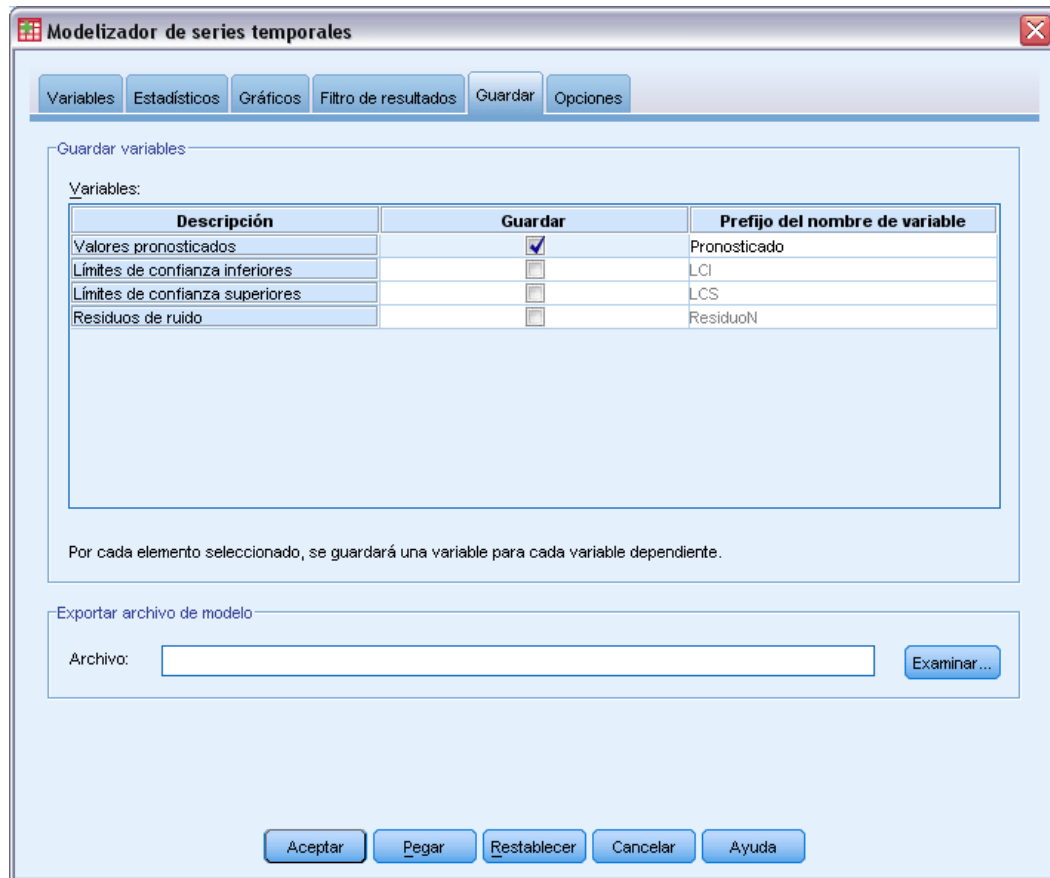 Modelizador de series temporales
Variables Estadísticos Gráficos Filtro de resultados Guardar Opciones
Guardar variables
Variables:
Descripción Guardar Prefijo del nombre de variable
Valores pronosticados Pronosticado
Límites de confianza inferiores LCI
Límites de confianza superiores LCS
Residuos de ruido ResiduoN
Por cada elemento seleccionado, se guardará una variable para cada variable dependiente.
Exportar archivo de modelo
Archivo: Examinar...
Aceptar Pegar Restablecer Cancelar Ayuda